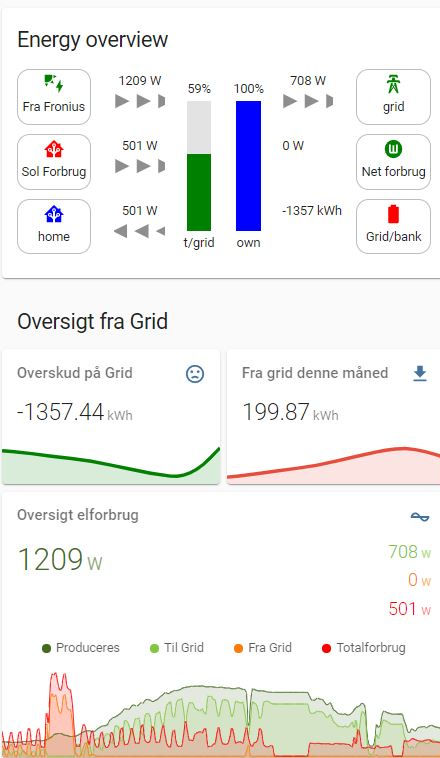 Energy overview
1209 W 59% 100% 708 W
Fra Fronius grid
501 W 0 W
Sol Forbrug Net forbrug
501 W -1357 kWh
home Grid/bank
t/grid own
Oversigt fra Grid
Overskud på Grid Fra grid denne måned
-1357.44 kWh 199.87 kWh
Oversigt elforbrug
1209 W
708 W
0 W
501 W
Produceres Til Grid Fra Grid Totalforbrug